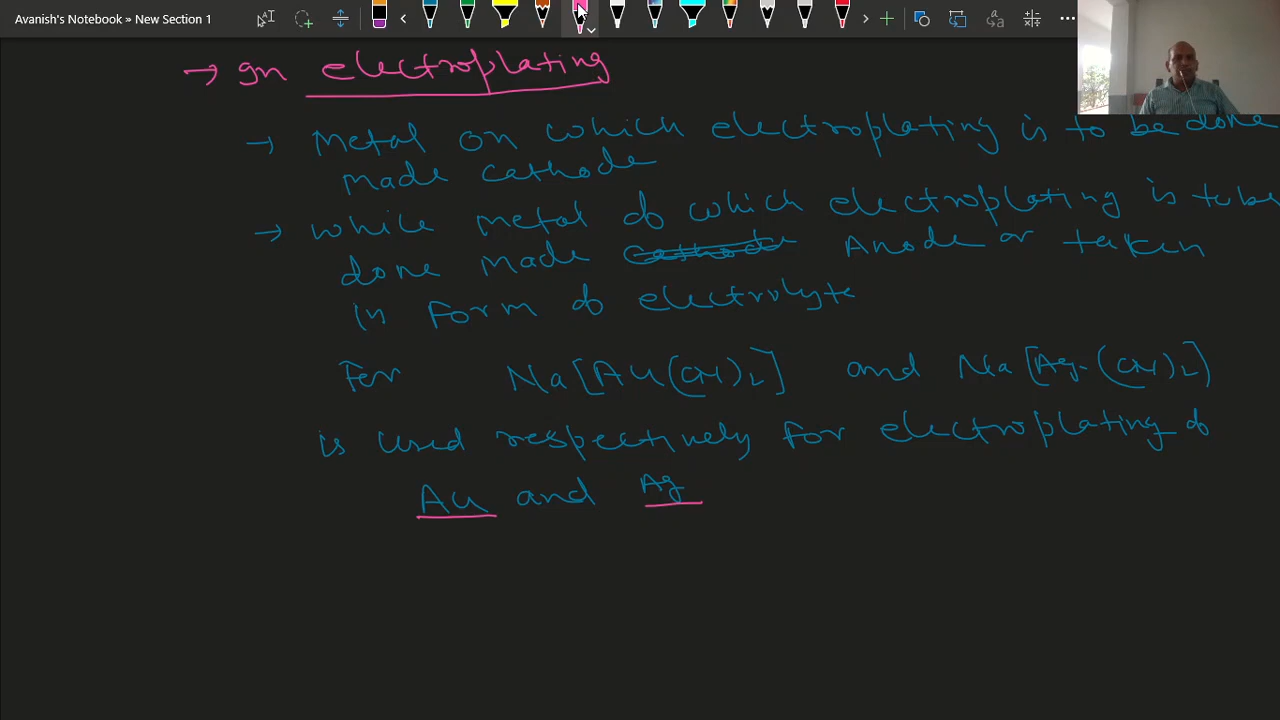 Avanish's Notebook » New Section 1
→ In electroplating
→ Metal on which electroplating is to be done
made cathode
→ while metal of which electroplating is to be
done made Anode or taken
in form of electrolyte
For Na[Au(CN)2] and Na[Ag(CN)2]
is used respectively for electroplating of
Au and Ag